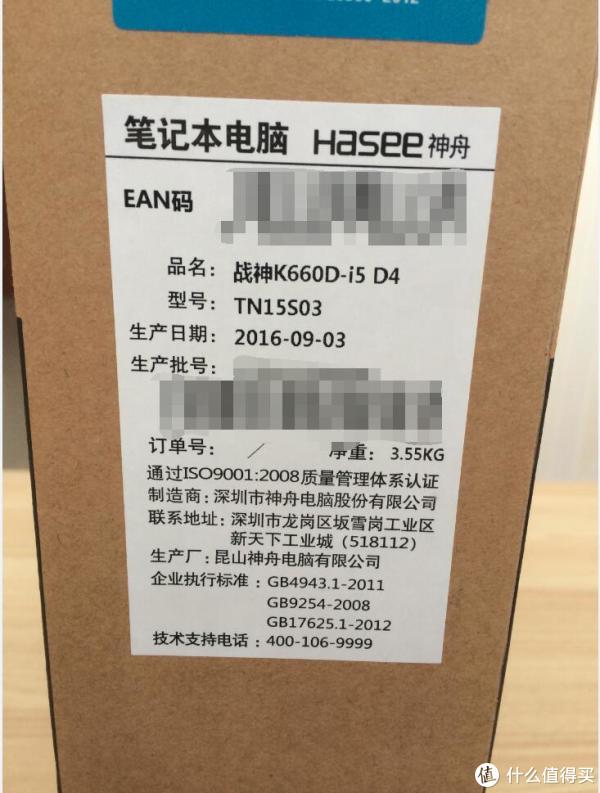 笔记本电脑 Hasee神舟
EAN码
品名: 战神K660D-i5 D4
型号: TN15S03
生产日期: 2016-09-03
生产批号:
订单号: / 净重: 3.55KG
通过ISO9001:2008质量管理体系认证
制造商:深圳市神舟电脑股份有限公司
联系地址: 深圳市龙岗区坂雪岗工业区
新天下工业城(518112)
生产厂: 昆山神舟电脑有限公司
企业执行标准: GB4943.1-2011
GB9254-2008
GB17625.1-2012
技术支持电话: 400-106-9999
值 什么值得买